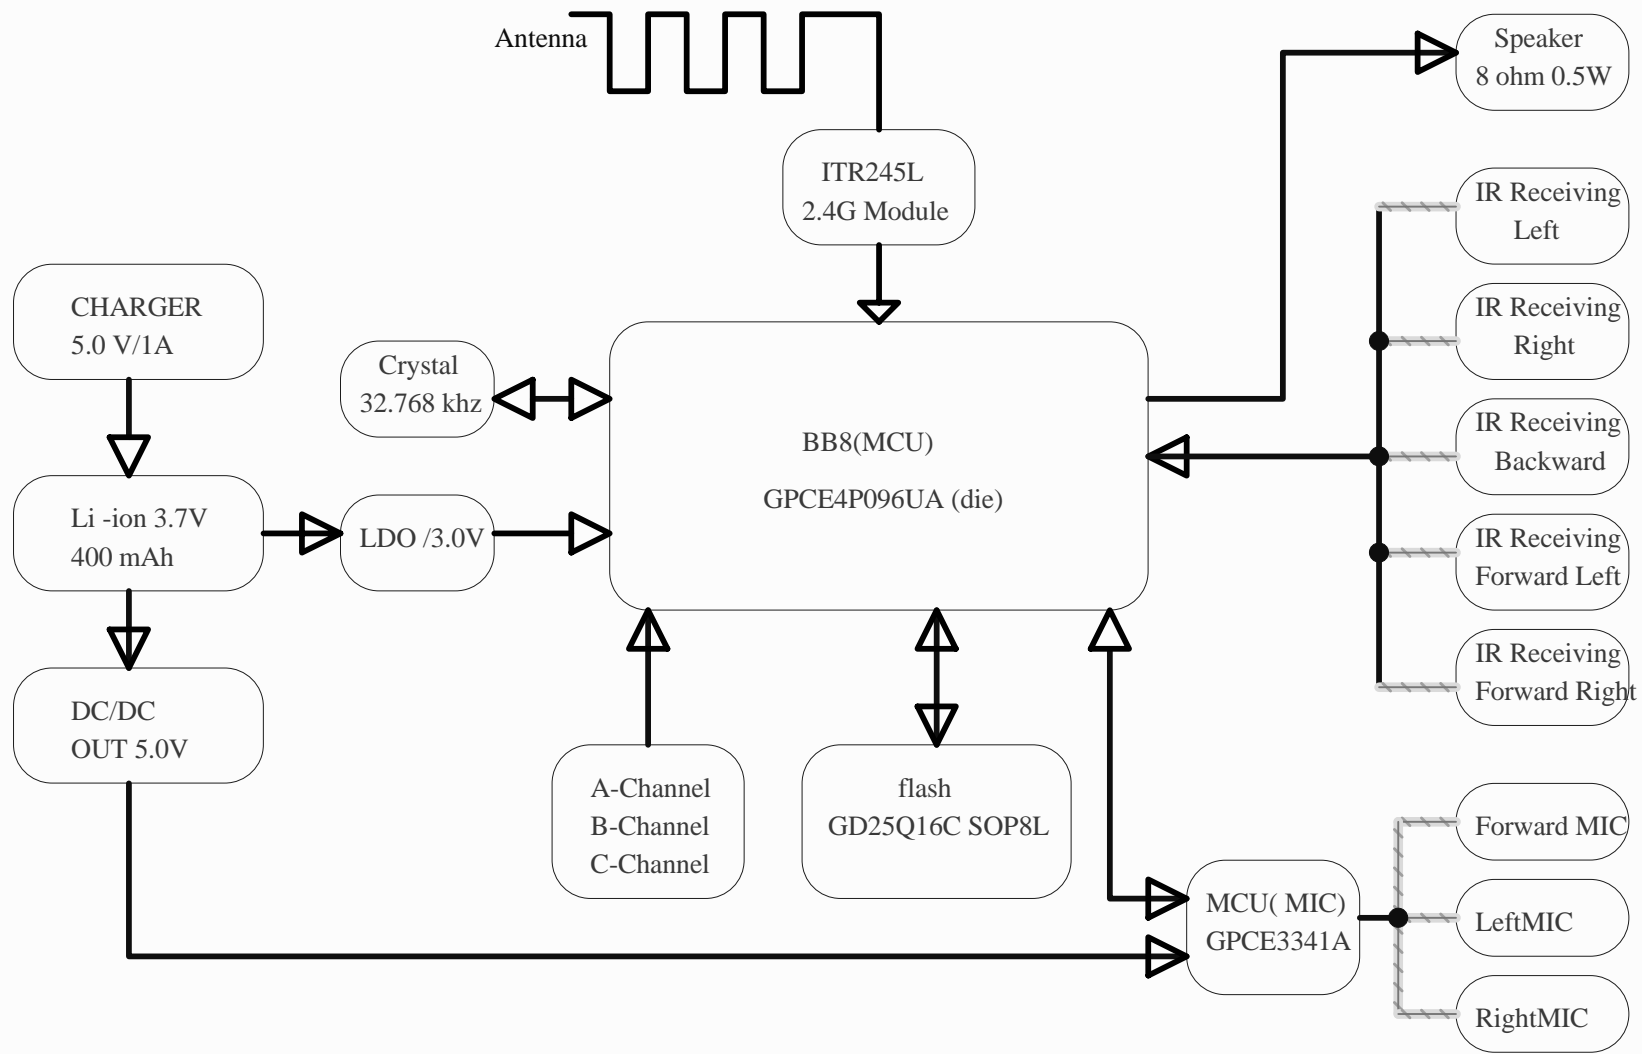 Antenna
Speaker
8 ohm 0.5W
ITR245L
2.4G Module
IR Receiving
Left
CHARGER
5.0 V/1A
IR Receiving
Right
Crystal
32.768 khz
BB8(MCU)
GPCE4P096UA (die)
IR Receiving
Backward
Li -ion 3.7V
400 mAh
LDO /3.0V
IR Receiving
Forward Left
IR Receiving
Forward Right
DC/DC
OUT 5.0V
A-Channel
B-Channel
C-Channel
flash
GD25Q16C SOP8L
MCU( MIC)
GPCE3341A
Forward MIC
LeftMIC
RightMIC